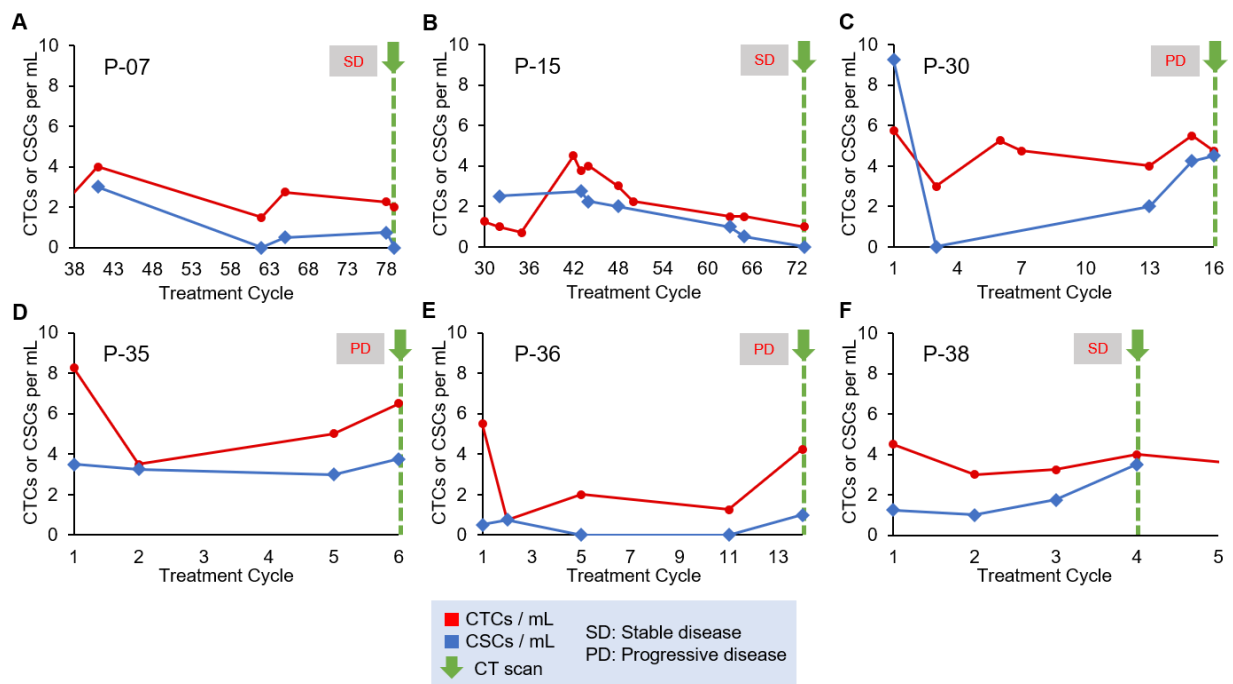 A
P-07
SD
CTCs or CSCs per mL
10
8
6
4
2
0
38 43 48 53 58 63 68 73 78
Treatment Cycle
B
P-15
SD
CTCs or CSCs per mL
10
8
6
4
2
0
30 36 42 48 54 60 66 72
Treatment Cycle
C
P-30
PD
CTCs or CSCs per mL
10
8
6
4
2
0
1 4 7 10 13 16
Treatment Cycle
D
P-35
PD
CTCs or CSCs per mL
10
8
6
4
2
0
1 2 3 4 5 6
Treatment Cycle
E
P-36
PD
CTCs or CSCs per mL
10
8
6
4
2
0
1 3 5 7 9 11 13
Treatment Cycle
F
P-38
SD
CTCs or CSCs per mL
10
8
6
4
2
0
1 2 3 4 5
Treatment Cycle
CTCs / mL
CSCs / mL
CT scan
SD: Stable disease
PD: Progressive disease